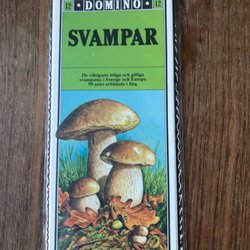 12 DOMINO 12
SVAMPAR
De viktigaste ätliga och giftiga
svamparna i Sverige och Europa
99 arter avbildade i färg